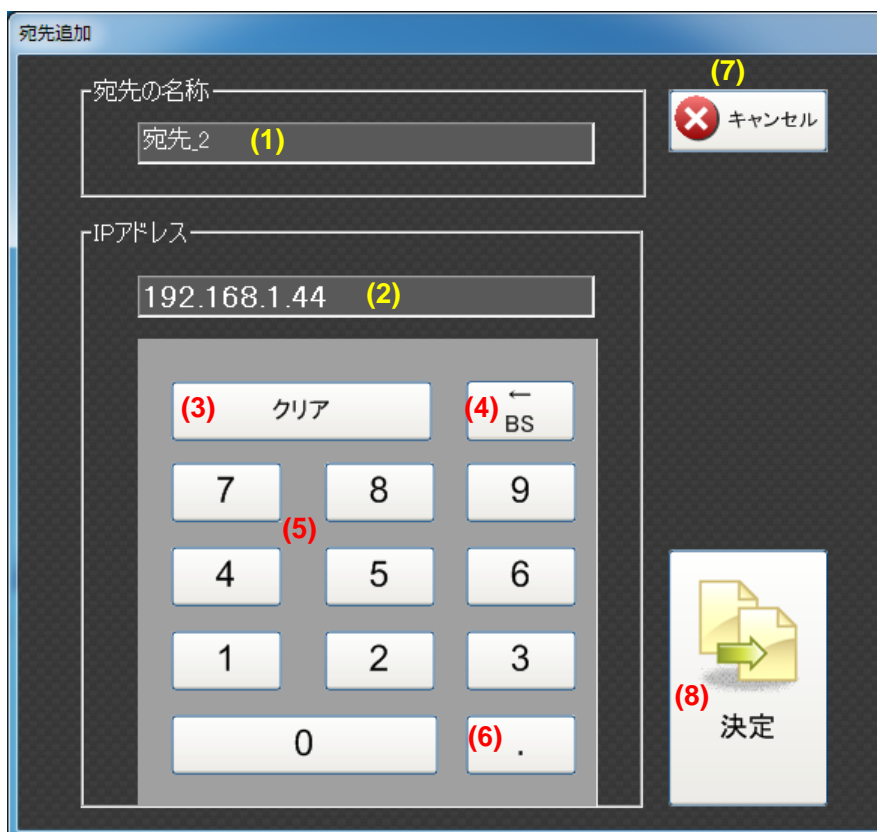 宛先追加
宛先の名称
(7)
キャンセル
宛先_2 (1)
IPアドレス
192.168.1.44 (2)
(3) クリア
(4) ← BS
7 8 9
(5)
4 5 6
1 2 3
0
(6) .
(8)
決定